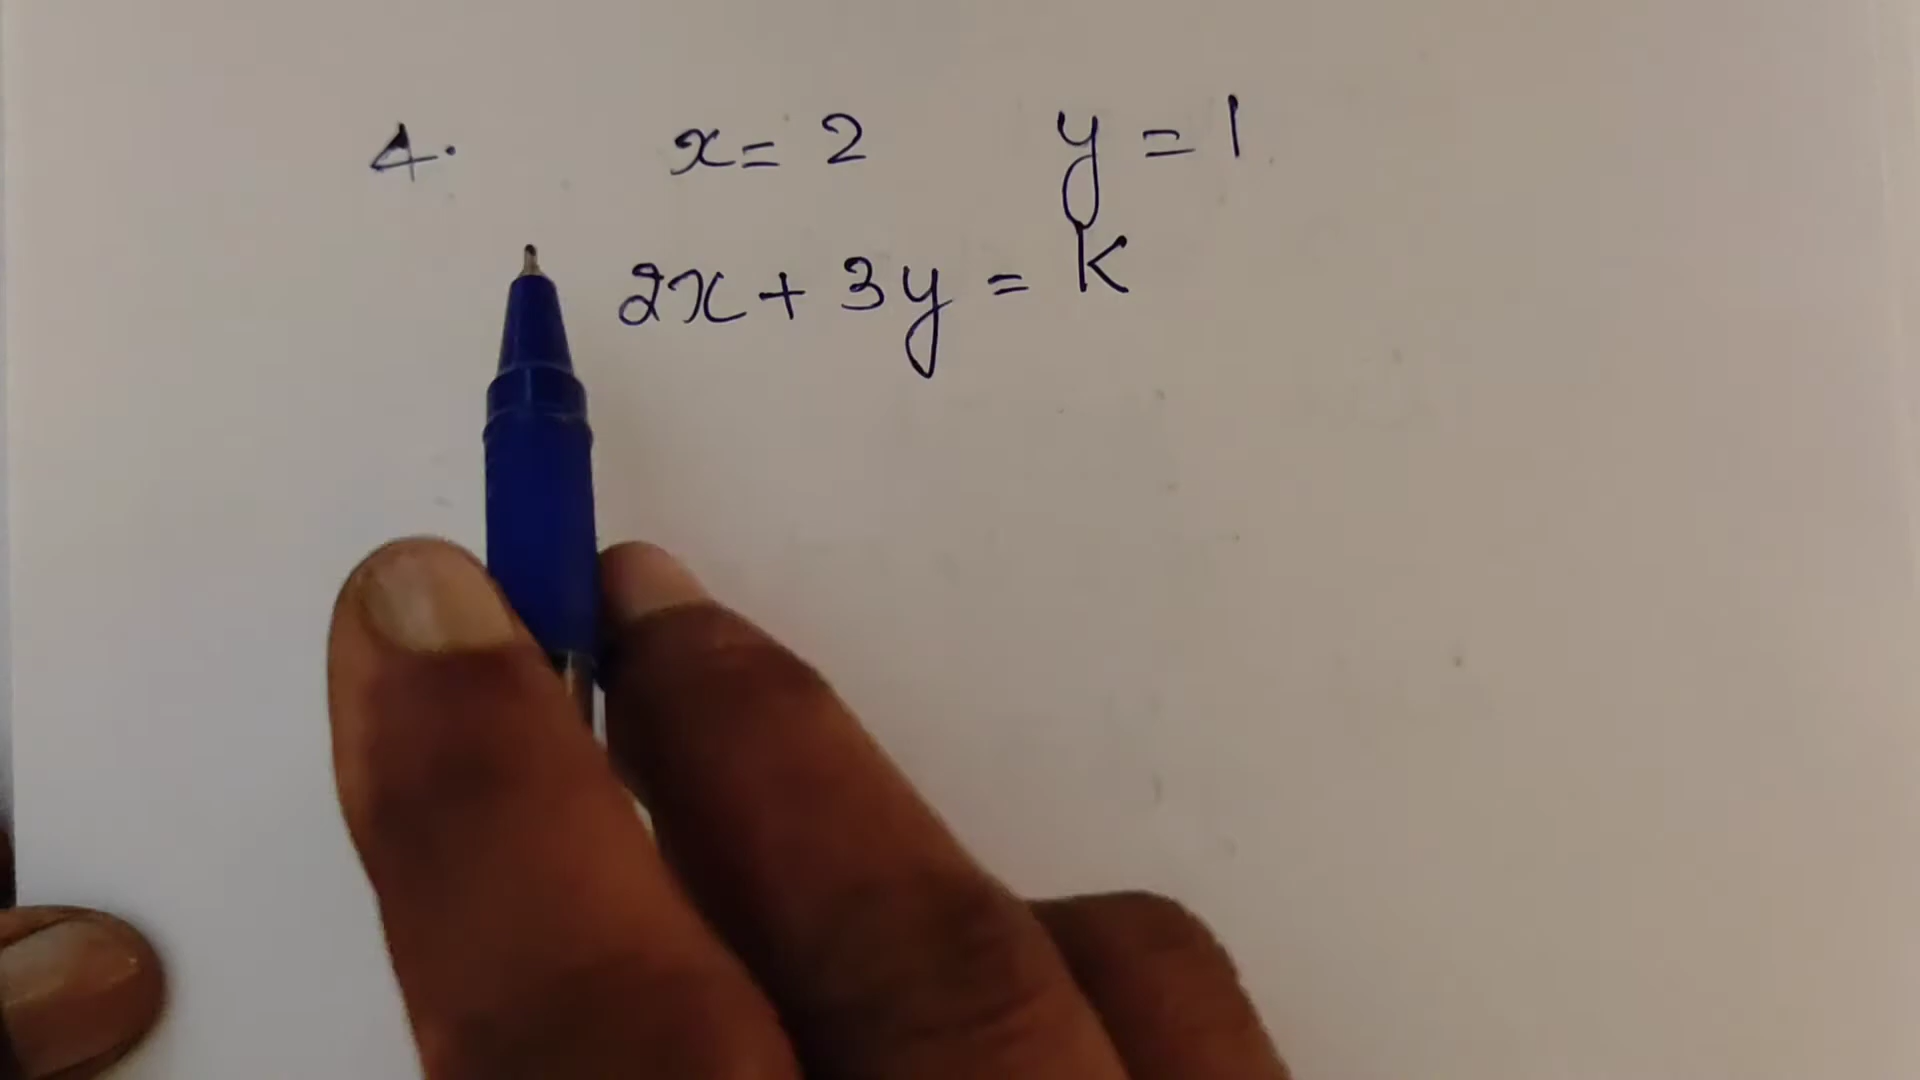 4. x = 2 y = 1
2x + 3y = k